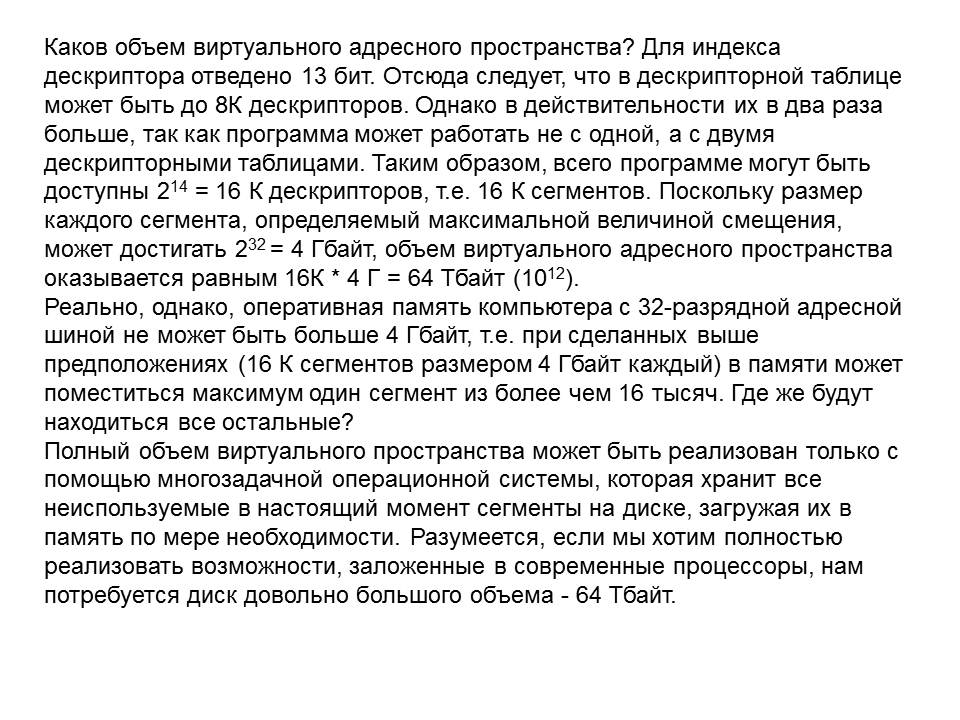 Каков объем виртуального адресного пространства? Для индекса
дескриптора отведено 13 бит. Отсюда следует, что в дескрипторной таблице
может быть до 8К дескрипторов. Однако в действительности их в два раза
больше, так как программа может работать не с одной, а с двумя
дескрипторными таблицами. Таким образом, всего программе могут быть
доступны 2¹⁴ = 16 К дескрипторов, т.е. 16 К сегментов. Поскольку размер
каждого сегмента, определяемый максимальной величиной смещения,
может достигать 2³² = 4 Гбайт, объем виртуального адресного пространства
оказывается равным 16К * 4 Г = 64 Тбайт (10¹²).
Реально, однако, оперативная память компьютера с 32-разрядной адресной
шиной не может быть больше 4 Гбайт, т.е. при сделанных выше
предположениях (16 К сегментов размером 4 Гбайт каждый) в памяти может
поместиться максимум один сегмент из более чем 16 тысяч. Где же будут
находиться все остальные?
Полный объем виртуального пространства может быть реализован только с
помощью многозадачной операционной системы, которая хранит все
неиспользуемые в настоящий момент сегменты на диске, загружая их в
память по мере необходимости. Разумеется, если мы хотим полностью
реализовать возможности, заложенные в современные процессоры, нам
потребуется диск довольно большого объема - 64 Тбайт.